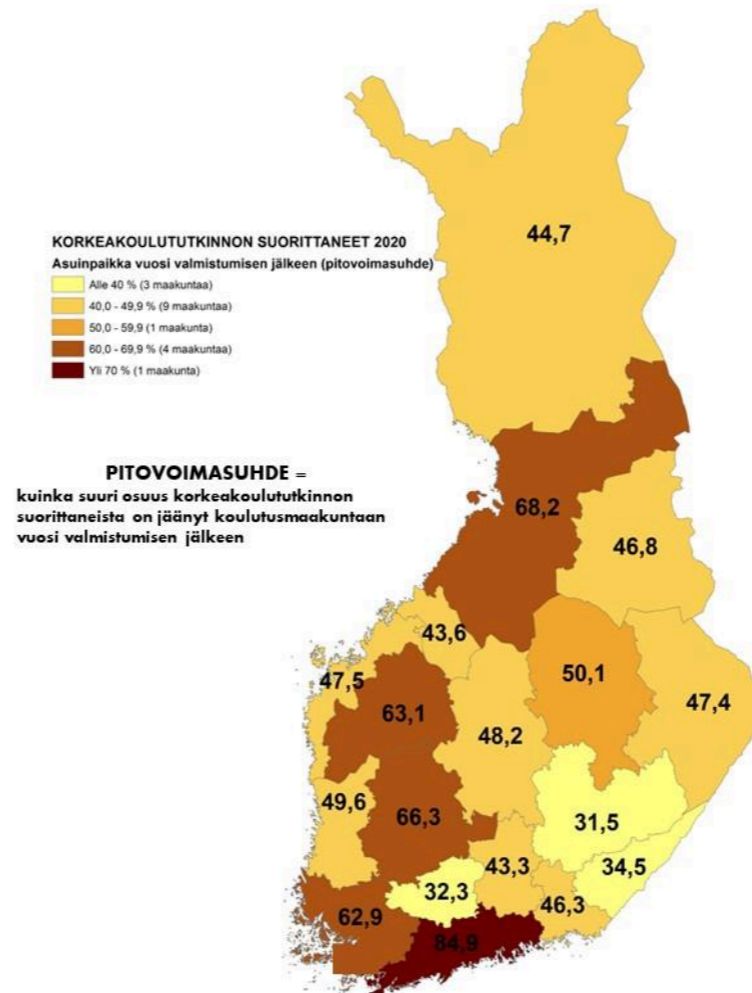 KORKEAKOULUTUTKINNON SUORITTANEET 2020
Asuinpaikka vuosi valmistumisen jälkeen (pitovoimasuhde)
Alle 40 % (3 maakuntaa)
40,0 - 49,9 % (9 maakuntaa)
50,0 - 59,9 (1 maakunta)
60,0 - 69,9 % (4 maakuntaa)
Yli 70 % (1 maakunta)
PITOVOIMASUHDE =
kuinka suuri osuus korkeakoulututkinnon
suorittaneista on jäänyt koulutusmaakuntaan
vuosi valmistumisen jälkeen
44,7
68,2
46,8
43,6
47,5
50,1
63,1
47,4
48,2
49,6
66,3
31,5
43,3
34,5
32,3
46,3
62,9
84,9